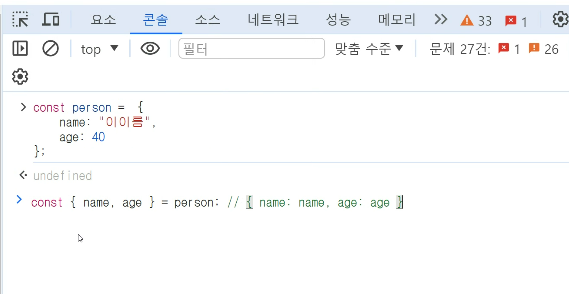 요소 콘솔 소스 네트워크 성능 메모리 33 1
top 필터 맞춤 수준 문제 27건: 1 26
const person = {
name: "이이름",
age: 40
};
undefined
const { name, age } = person: // { name: name, age: age }